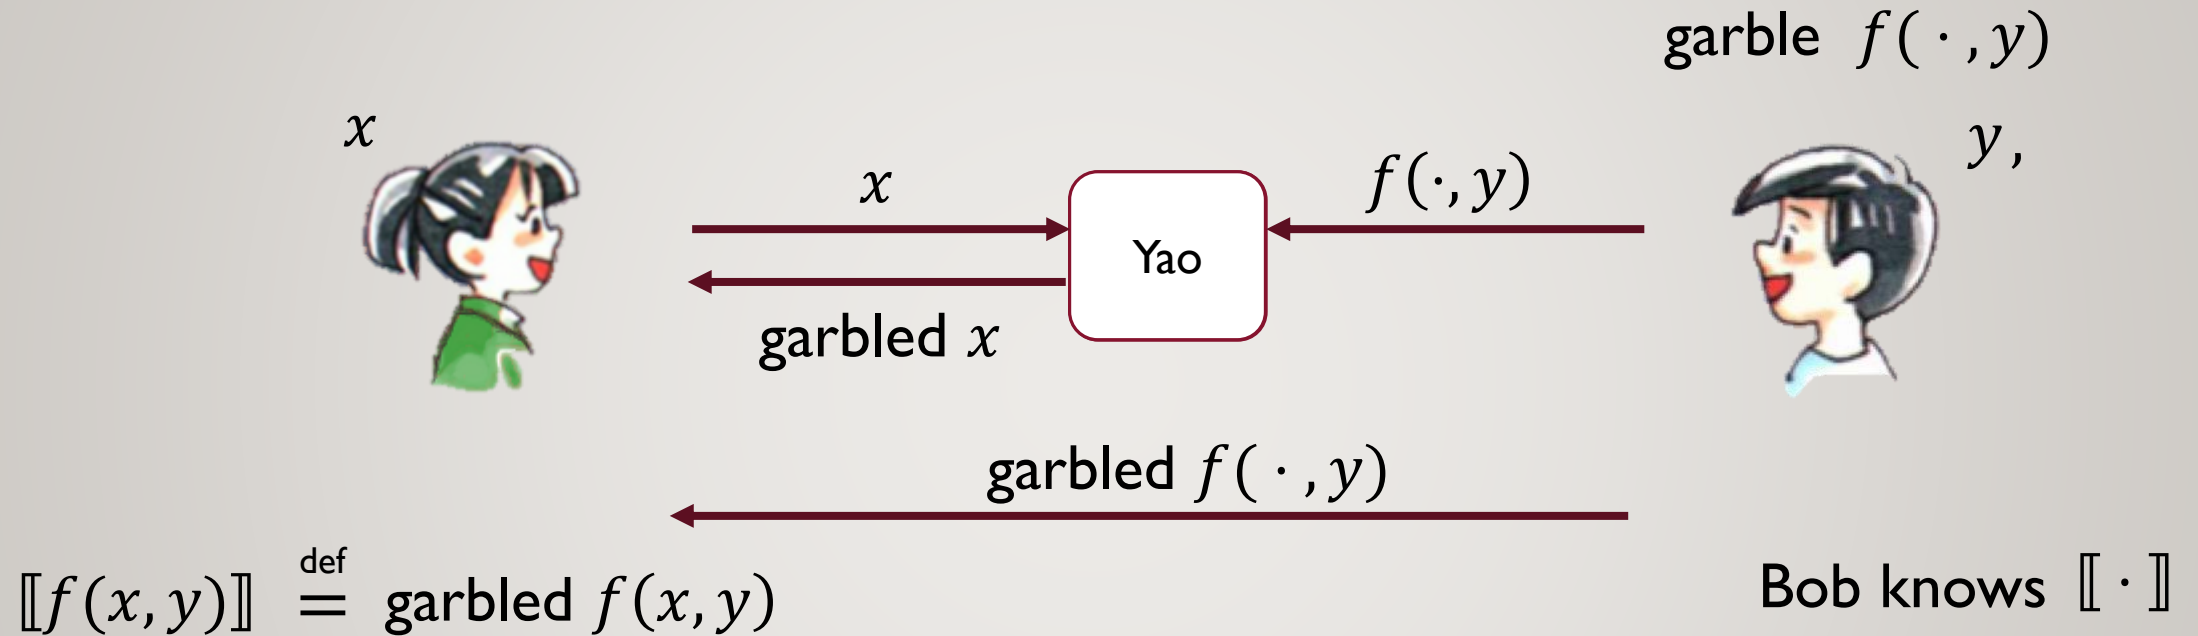 garble f( · , y)
x
y ,
x
f(·, y)
Yao
garbled x
garbled f( · , y)
⟦f(x, y)⟧ def = garbled f(x, y)
Bob knows ⟦ · ⟧